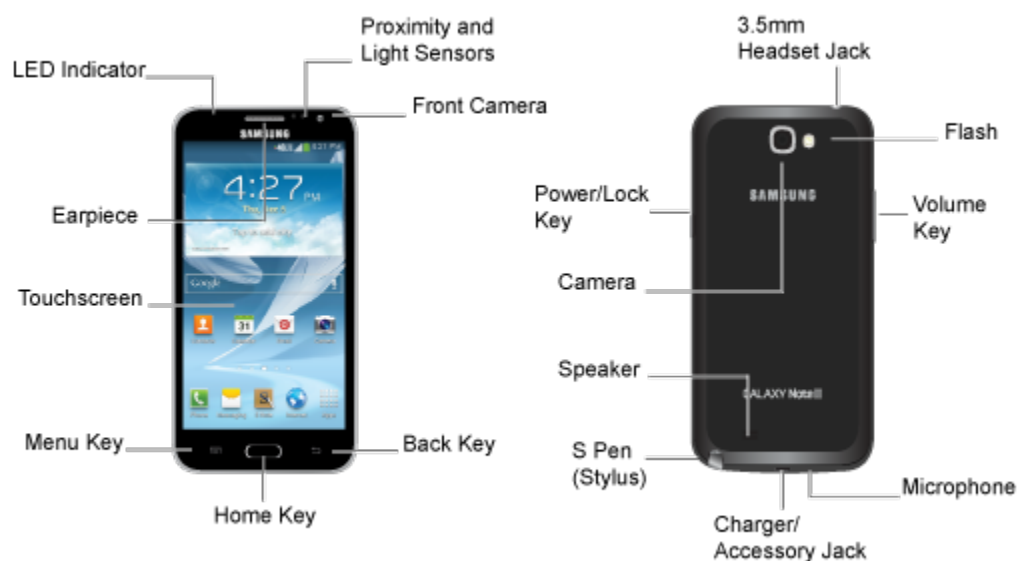 Proximity and
Light Sensors
LED Indicator
Front Camera
SAMSUNG
4:27 PM
Earpiece
Google
Touchscreen
31
Menu Key
Back Key
Home Key
3.5mm
Headset Jack
Flash
SAMSUNG
Power/Lock
Key
Volume
Key
Camera
Speaker
GALAXY Note II
S Pen
(Stylus)
Microphone
Charger/
Accessory Jack